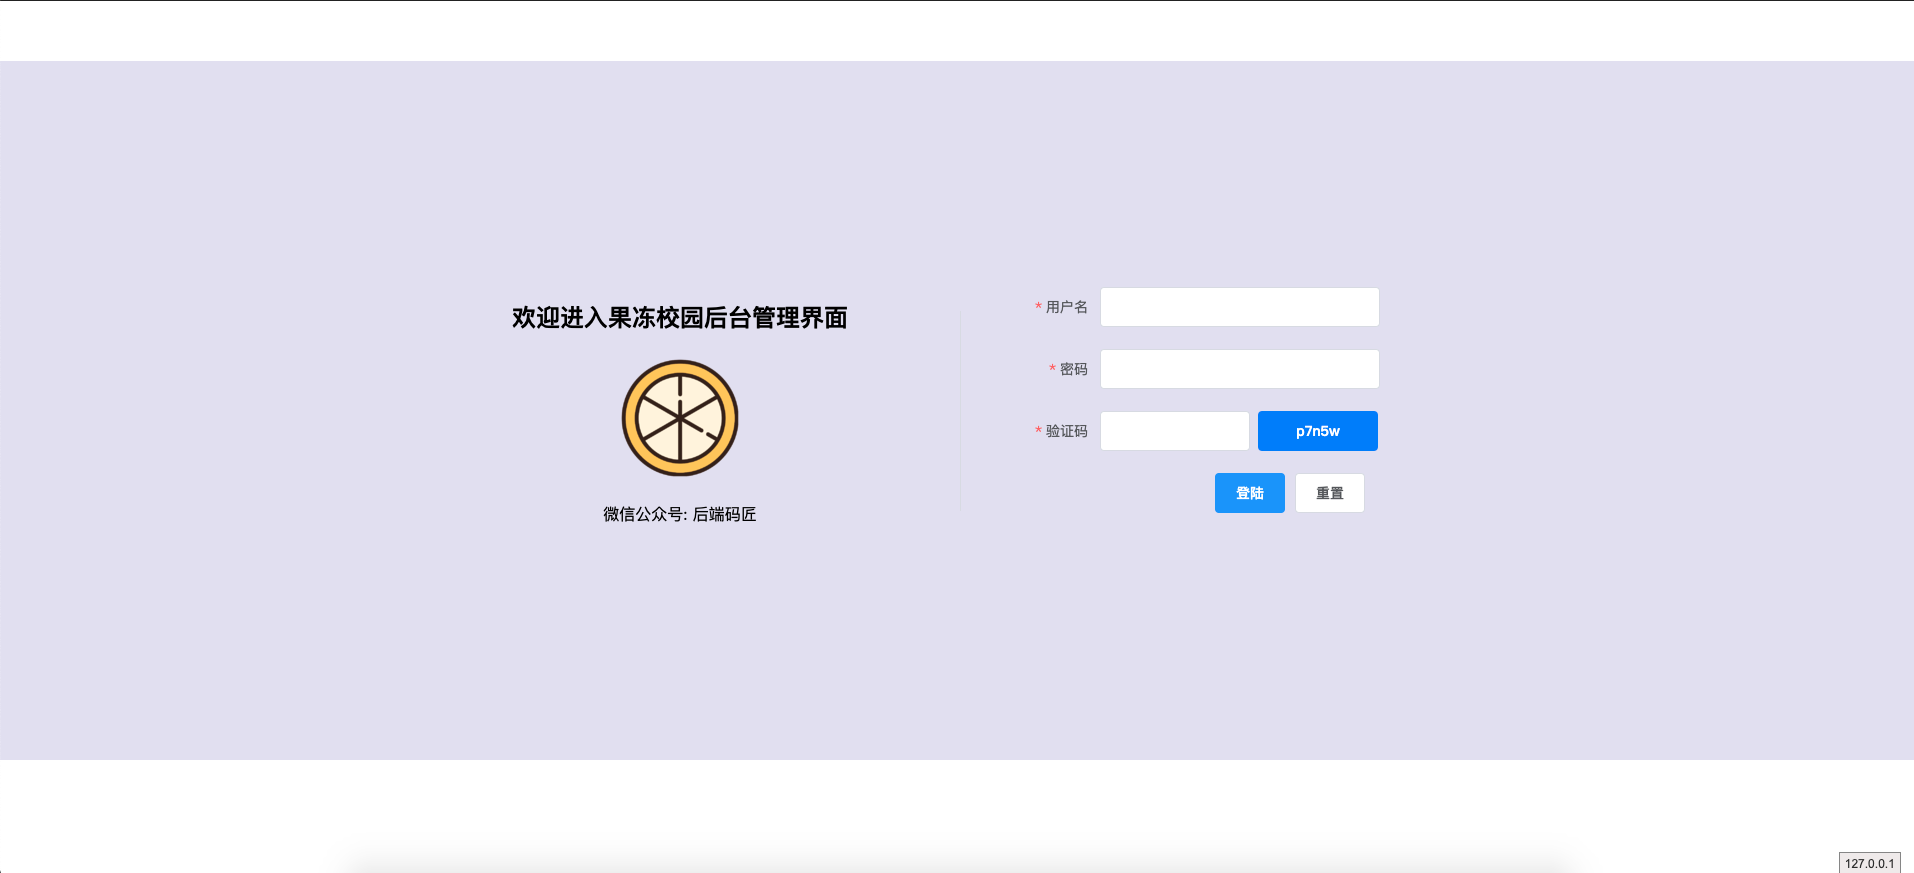 欢迎进入果冻校园后台管理界面
微信公众号: 后端码匠
* 用户名
* 密码
* 验证码
p7n5w
登陆
重置
127.0.0.1